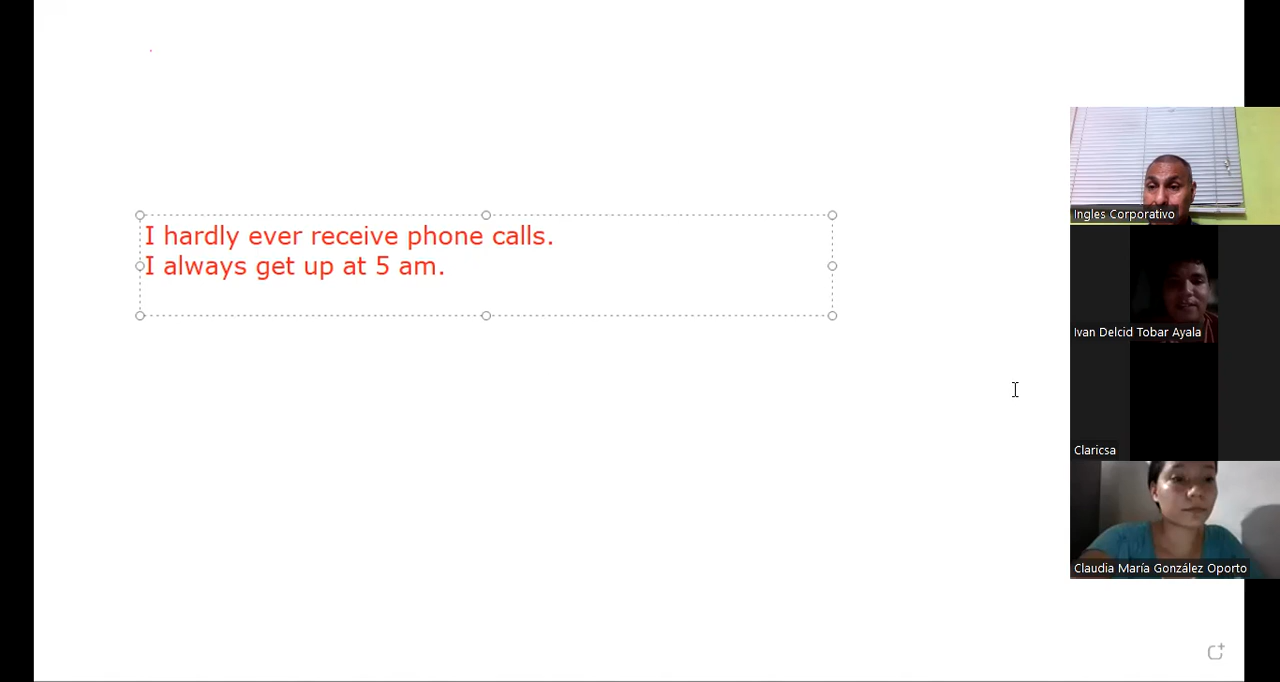 I hardly ever receive phone calls.
I always get up at 5 am.
Ingles Corporativo
Ivan Delcid Tobar Ayala
Claricsa
Claudia María González Oporto